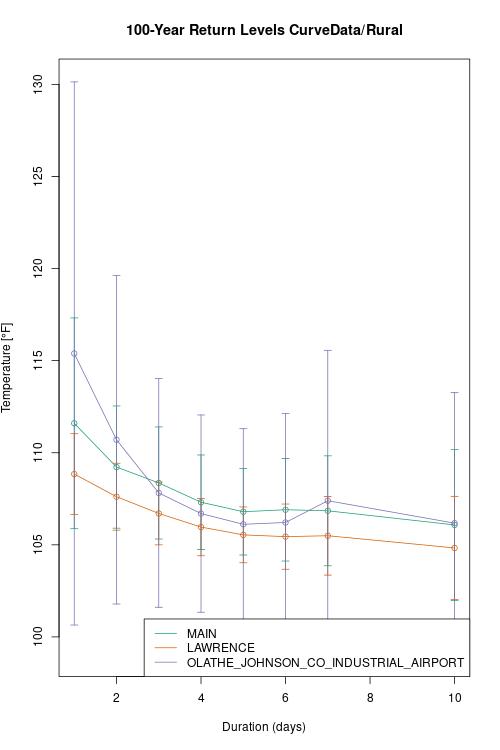 100-Year Return Levels CurveData/Rural
Temperature [°F]
130
125
120
115
110
105
100
MAIN
LAWRENCE
OLATHE_JOHNSON_CO_INDUSTRIAL_AIRPORT
2
4
6
8
10
Duration (days)